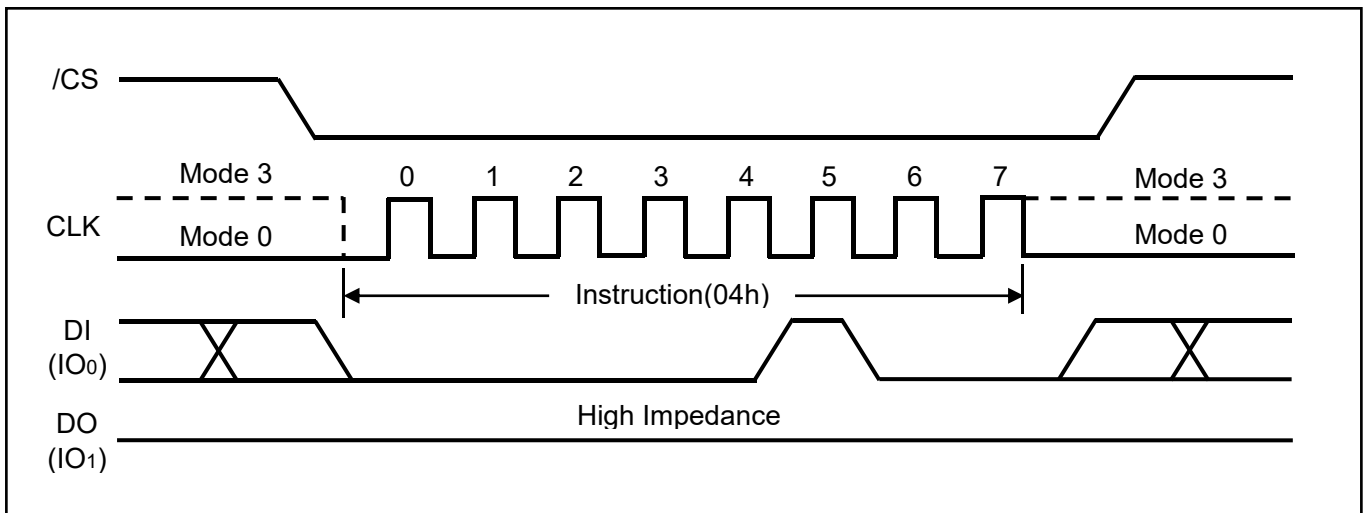 /CS
Mode 3 0 1 2 3 4 5 6 7 Mode 3
CLK
Mode 0 Mode 0
Instruction(04h)
DI
(IO0)
High Impedance
DO
(IO1)